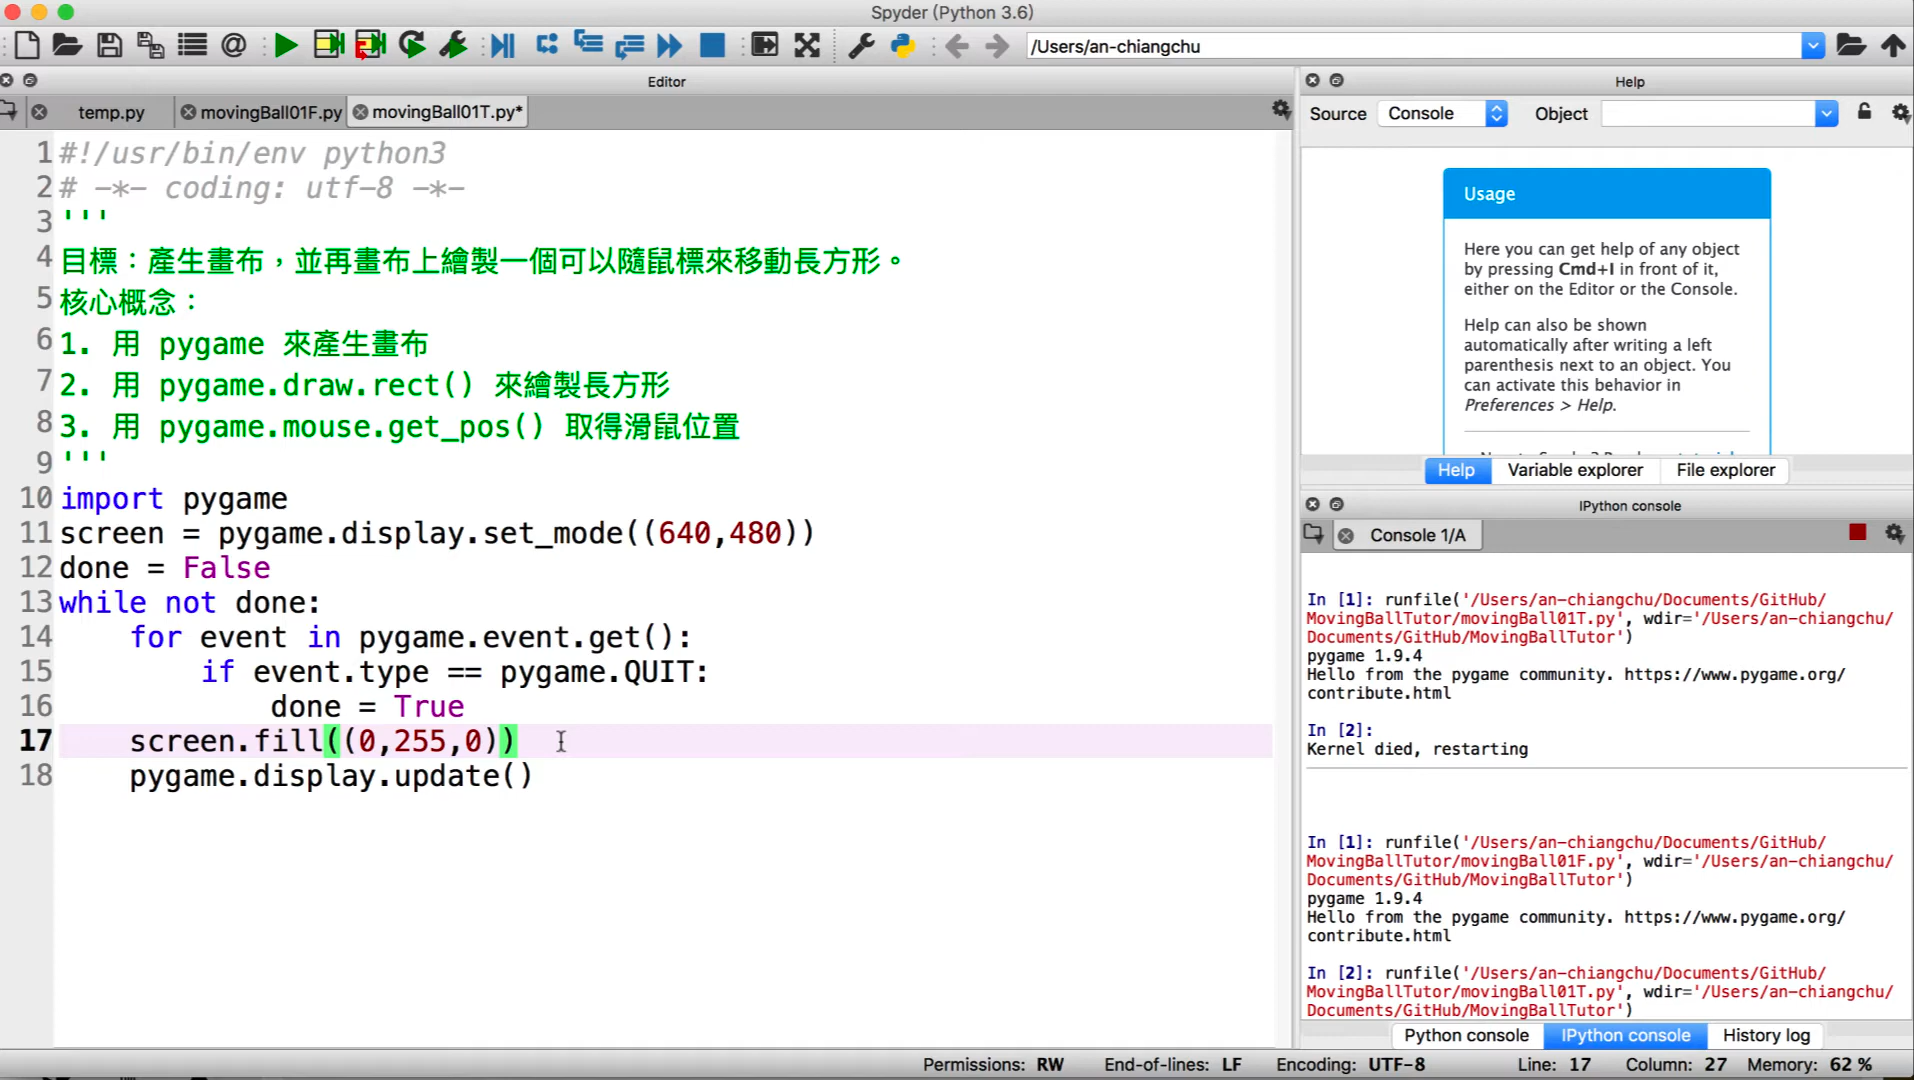 Spyder (Python 3.6)
/Users/an-chiangchu
Editor
temp.py
movingBall01F.py
movingBall01T.py*
1 #!/usr/bin/env python3
2 # -*- coding: utf-8 -*-
3 '''
4 目標：產生畫布，並再畫布上繪製一個可以隨鼠標來移動長方形。
5 核心概念：
6 1. 用 pygame 來產生畫布
7 2. 用 pygame.draw.rect() 來繪製長方形
8 3. 用 pygame.mouse.get_pos() 取得滑鼠位置
9 '''
10 import pygame
11 screen = pygame.display.set_mode((640,480))
12 done = False
13 while not done:
14     for event in pygame.event.get():
15         if event.type == pygame.QUIT:
16             done = True
17     screen.fill((0,255,0))
18     pygame.display.update()
Help
Source Console Object
Usage
Here you can get help of any object
by pressing Cmd+I in front of it,
either on the Editor or the Console.
Help can also be shown
automatically after writing a left
parenthesis next to an object. You
can activate this behavior in
Preferences > Help.
Help Variable explorer File explorer
IPython console
Console 1/A
In [1]: runfile('/Users/an-chiangchu/Documents/GitHub/
MovingBallTutor/movingBall01T.py', wdir='/Users/an-chiangchu/
Documents/GitHub/MovingBallTutor')
pygame 1.9.4
Hello from the pygame community. https://www.pygame.org/
contribute.html
In [2]:
Kernel died, restarting
In [1]: runfile('/Users/an-chiangchu/Documents/GitHub/
MovingBallTutor/movingBall01F.py', wdir='/Users/an-chiangchu/
Documents/GitHub/MovingBallTutor')
pygame 1.9.4
Hello from the pygame community. https://www.pygame.org/
contribute.html
In [2]: runfile('/Users/an-chiangchu/Documents/GitHub/
MovingBallTutor/movingBall01T.py', wdir='/Users/an-chiangchu/
Documents/GitHub/MovingBallTutor')
Python console IPython console History log
Permissions: RW End-of-lines: LF Encoding: UTF-8 Line: 17 Column: 27 Memory: 62 %